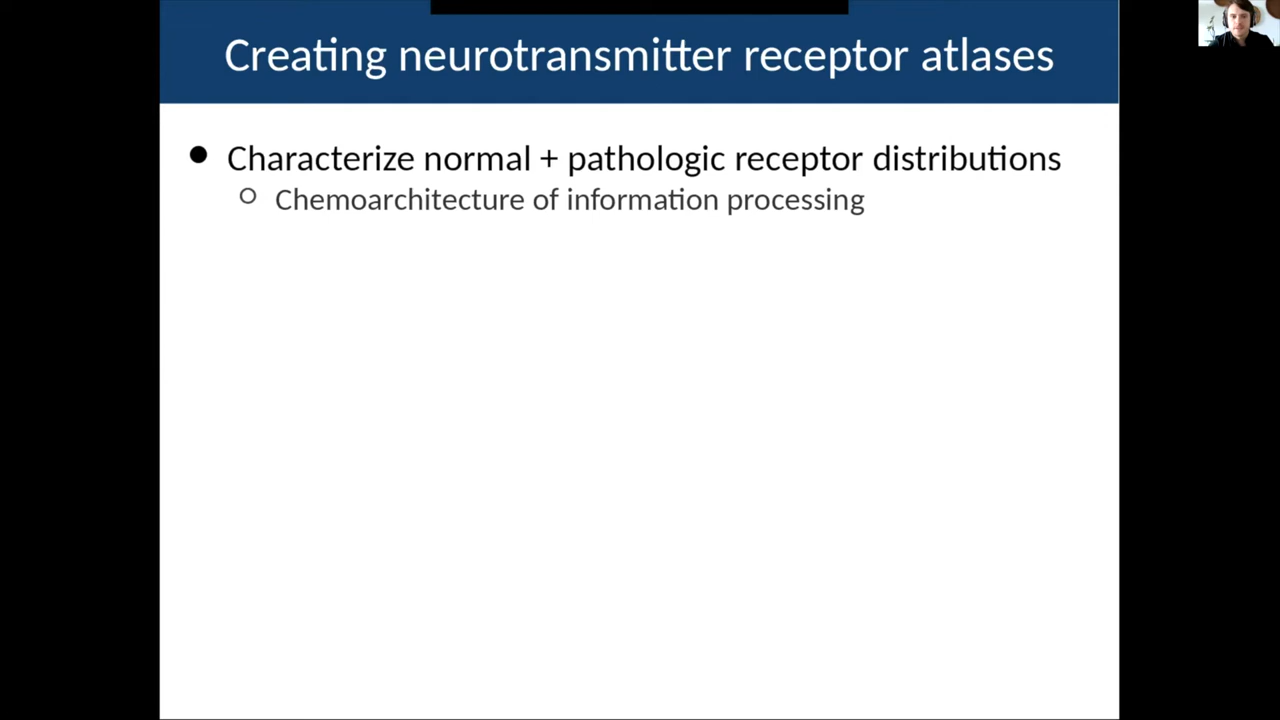 Creating neurotransmitter receptor atlases
● Characterize normal + pathologic receptor distributions
○ Chemoarchitecture of information processing